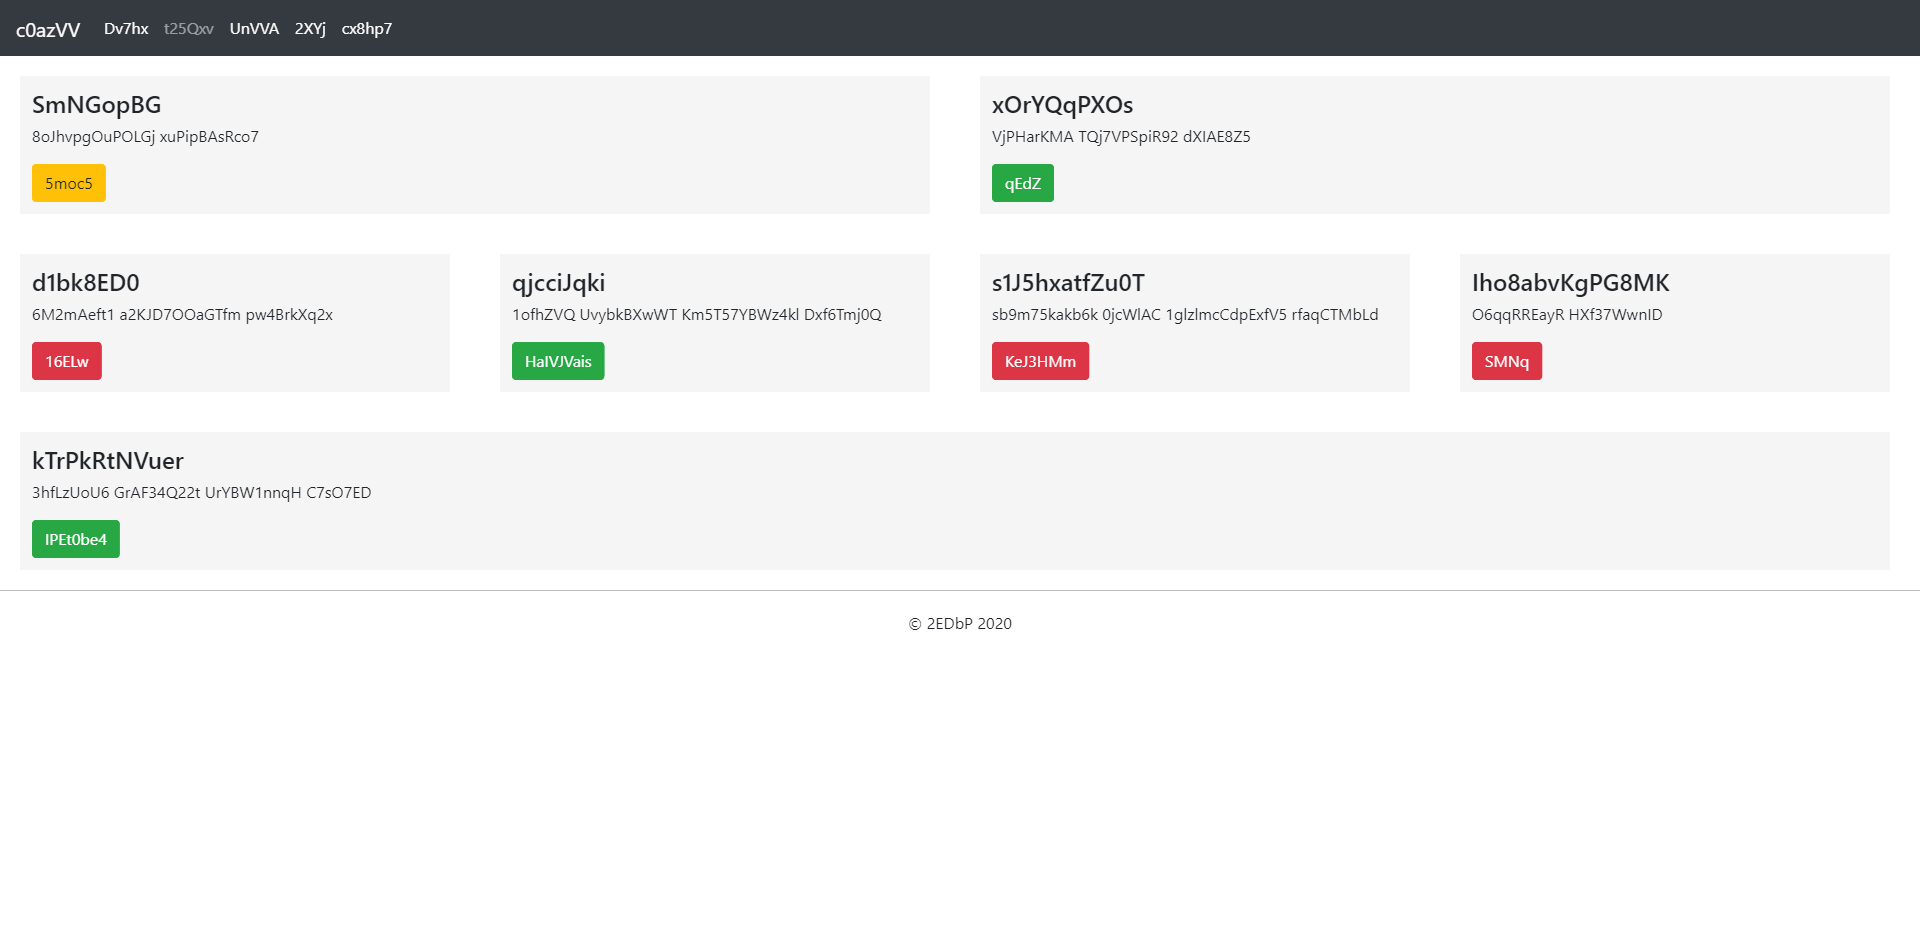 c0azVV Dv7hx t25Qxv UnVVA 2XYj cx8hp7
SmNGopBG
8oJhvpgOuPOLGj xuPipBAsRco7
5moc5
xOrYQqPXOs
VjPHarKMA TQj7VPSpiR92 dXIAE8Z5
qEdZ
d1bk8ED0
6M2mAeft1 a2KJD7OOaGTfm pw4BrkXq2x
16ELw
qjcciJqki
1ofhZVQ UvybkBXwWT Km5T57YBWz4kl Dxf6Tmj0Q
HaIVJVais
s1J5hxatfZu0T
sb9m75kakb6k 0jcWlAC 1glzlmcCdpExfV5 rfaqCTMbLd
KeJ3HMm
Iho8abvKgPG8MK
O6qqRREayR HXf37WwnID
SMNq
kTrPkRtNVuer
3hfLzUoU6 GrAF34Q22t UrYBW1nnqH C7sO7ED
IPEt0be4
© 2EDbP 2020